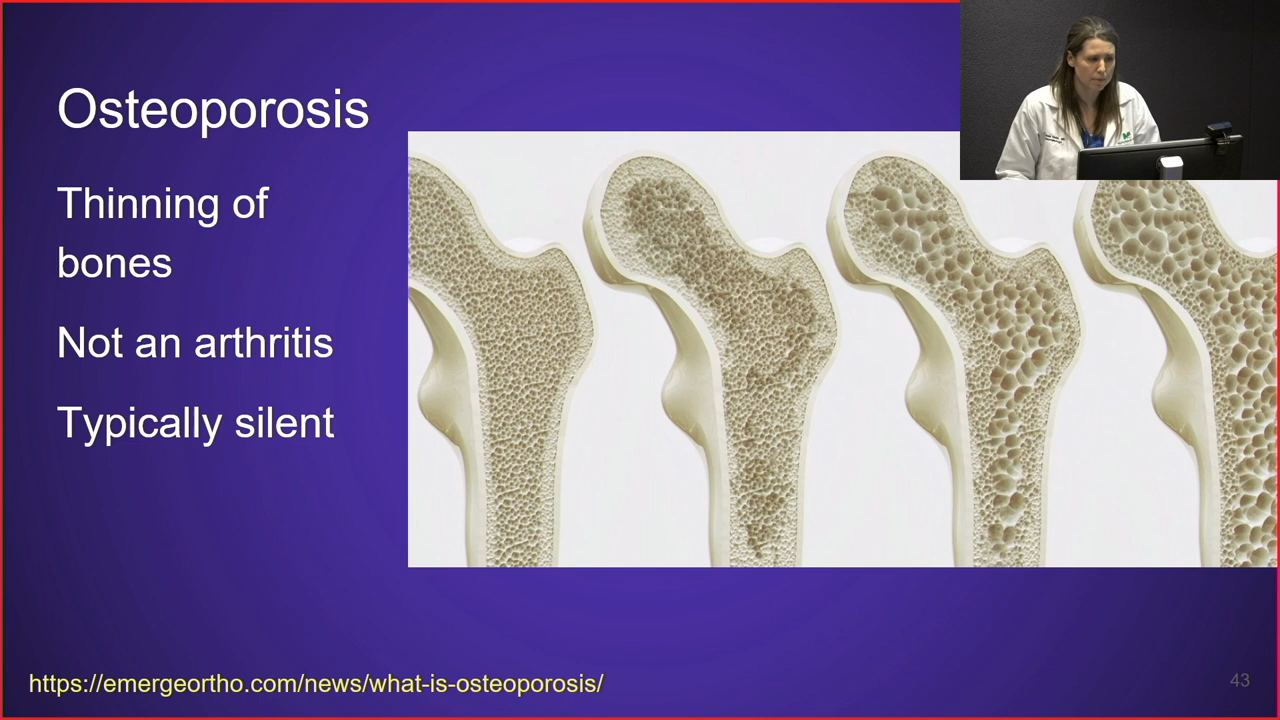 Osteoporosis
Thinning of
bones
Not an arthritis
Typically silent
https://emergeortho.com/news/what-is-osteoporosis/
43